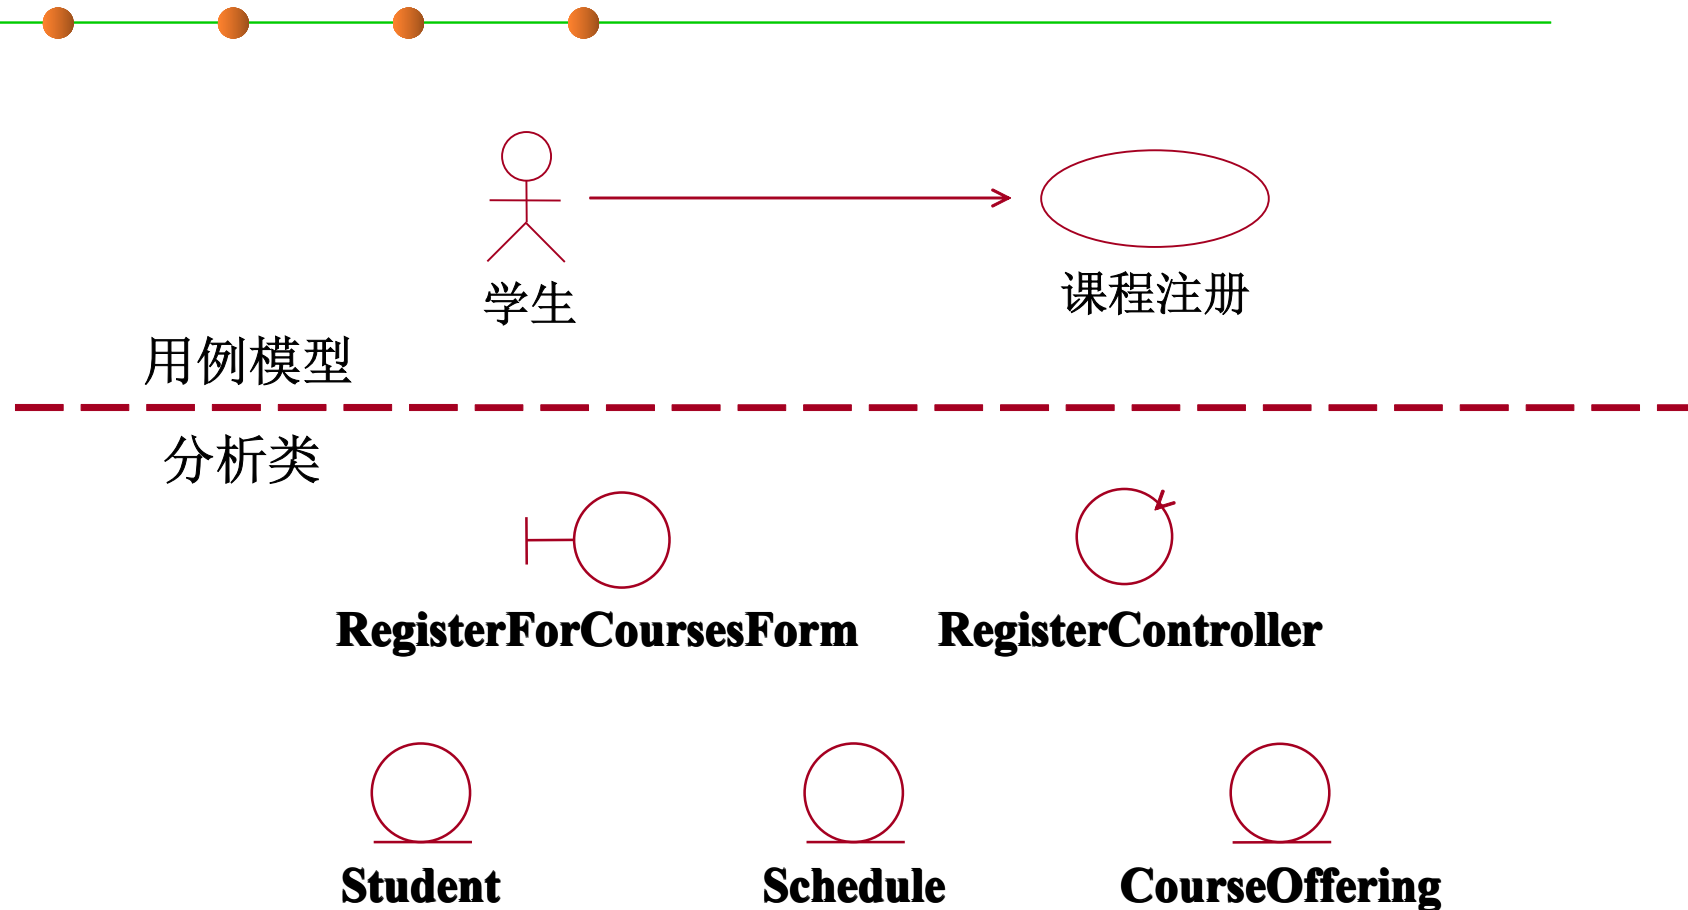 学生
课程注册
用例模型
分析类
RegisterForCoursesForm
RegisterController
Student
Schedule
CourseOffering